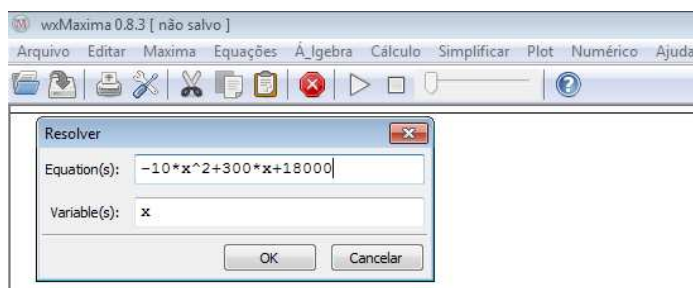 wxMaxima 0.8.3 [ não salvo ]
Arquivo Editar Maxima Equações Á_lgebra Cálculo Simplificar Plot Numérico Ajuda
Resolver
Equation(s): -10*x^2+300*x+18000
Variable(s): x
OK Cancelar